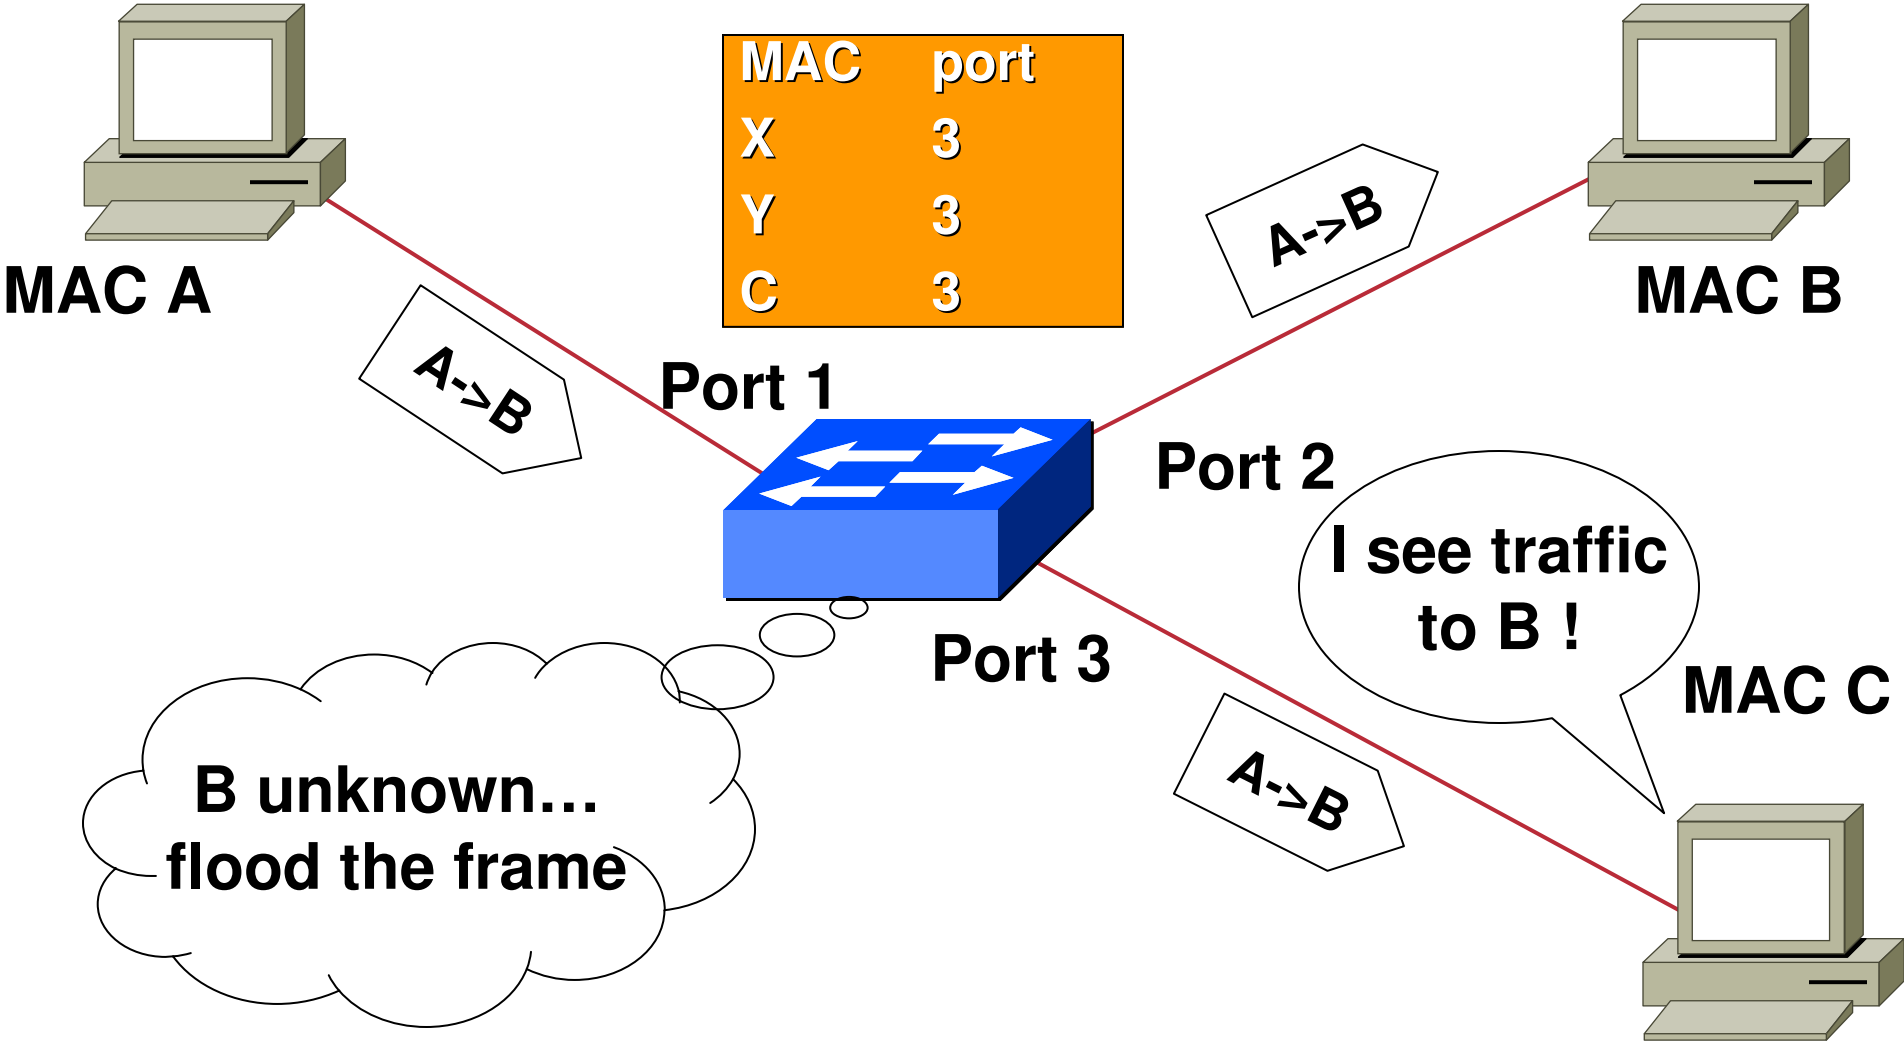 MAC port
X 3
Y 3
C 3
MAC A
MAC B
A->B
A->B
Port 1
Port 2
I see traffic
to B !
Port 3
MAC C
A->B
B unknown…
flood the frame